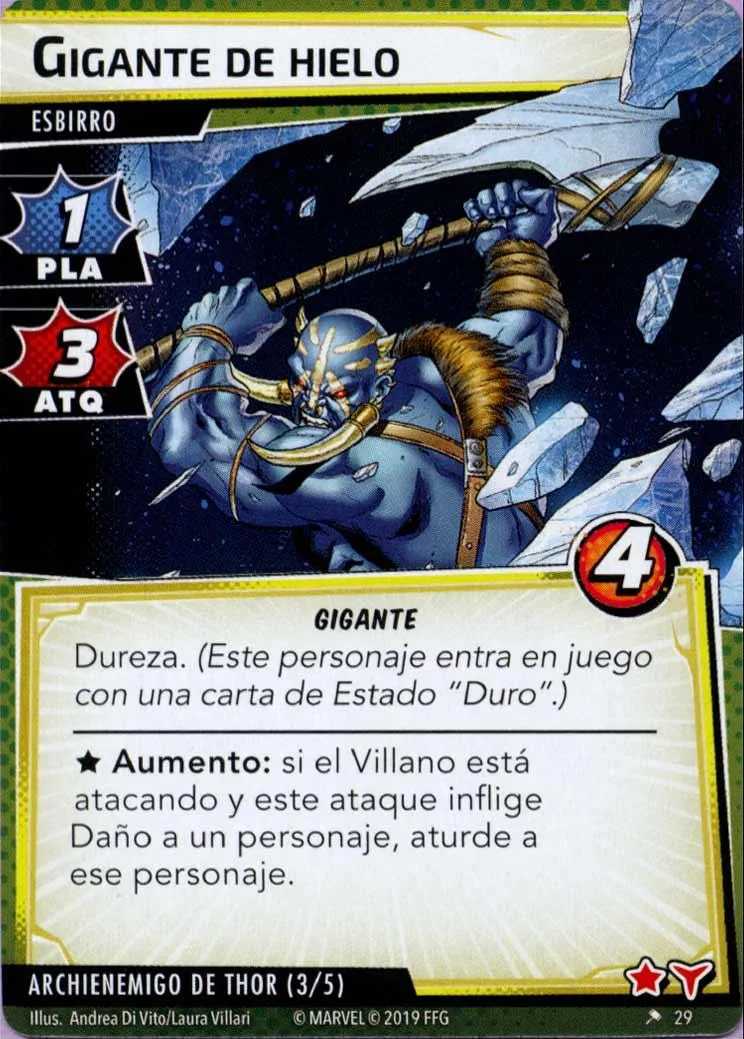 GIGANTE DE HIELO
ESBIRRO
1
PLA
3
ATQ
4
GIGANTE
Dureza. (Este personaje entra en juego
con una carta de Estado "Duro".)
★ Aumento: si el Villano está
atacando y este ataque inflige
Daño a un personaje, aturde a
ese personaje.
ARCHIENEMIGO DE THOR (3/5)
Illus. Andrea Di Vito/Laura Villari © MARVEL © 2019 FFG 29